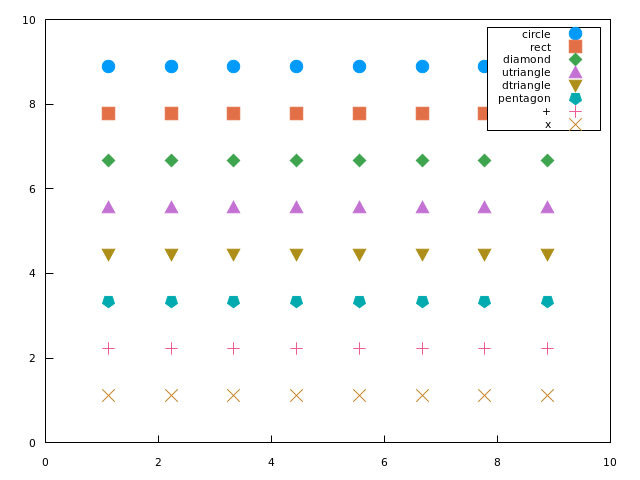 10
circle
rect
diamond
utriangle
dtriangle
pentagon
+
x
8
6
4
2
0
0 2 4 6 8 10